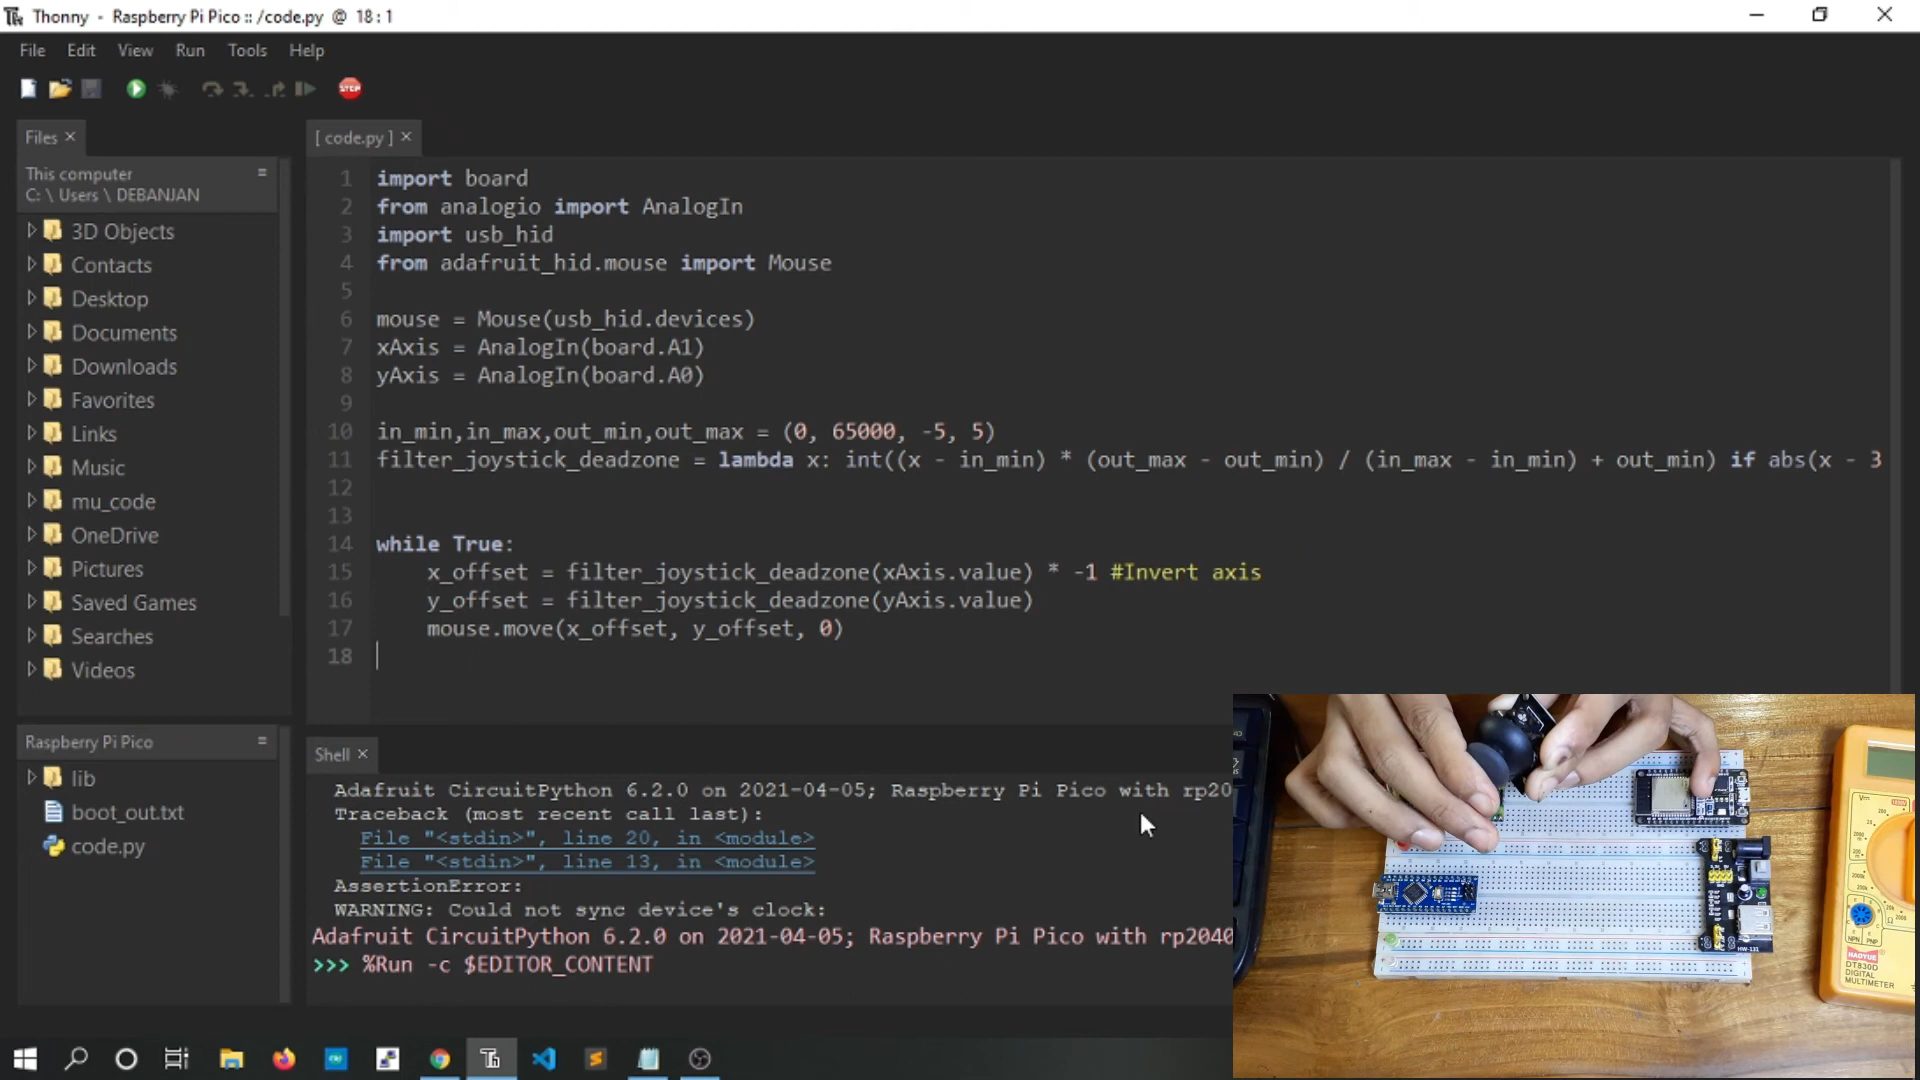 Thonny - Raspberry Pi Pico :: /code.py @ 18 : 1
File Edit View Run Tools Help
STOP
Files
[ code.py ]
This computer
C: \ Users \ DEBANJAN
3D Objects
Contacts
Desktop
Documents
Downloads
Favorites
Links
Music
mu_code
OneDrive
Pictures
Saved Games
Searches
Videos
Raspberry Pi Pico
lib
boot_out.txt
code.py
1 import board
2 from analogio import AnalogIn
3 import usb_hid
4 from adafruit_hid.mouse import Mouse
5
6 mouse = Mouse(usb_hid.devices)
7 xAxis = AnalogIn(board.A1)
8 yAxis = AnalogIn(board.A0)
9
10 in_min,in_max,out_min,out_max = (0, 65000, -5, 5)
11 filter_joystick_deadzone = lambda x: int((x - in_min) * (out_max - out_min) / (in_max - in_min) + out_min) if abs(x - 3
12
13
14 while True:
15 x_offset = filter_joystick_deadzone(xAxis.value) * -1 #Invert axis
16 y_offset = filter_joystick_deadzone(yAxis.value)
17 mouse.move(x_offset, y_offset, 0)
18
Shell
Adafruit CircuitPython 6.2.0 on 2021-04-05; Raspberry Pi Pico with rp20
Traceback (most recent call last):
File "<stdin>", line 20, in <module>
File "<stdin>", line 13, in <module>
AssertionError:
WARNING: Could not sync device's clock:
Adafruit CircuitPython 6.2.0 on 2021-04-05; Raspberry Pi Pico with rp2040
>>> %Run -c $EDITOR_CONTENT
HW-131
HAOYUE
DT830D
DIGITAL
MULTIMETER